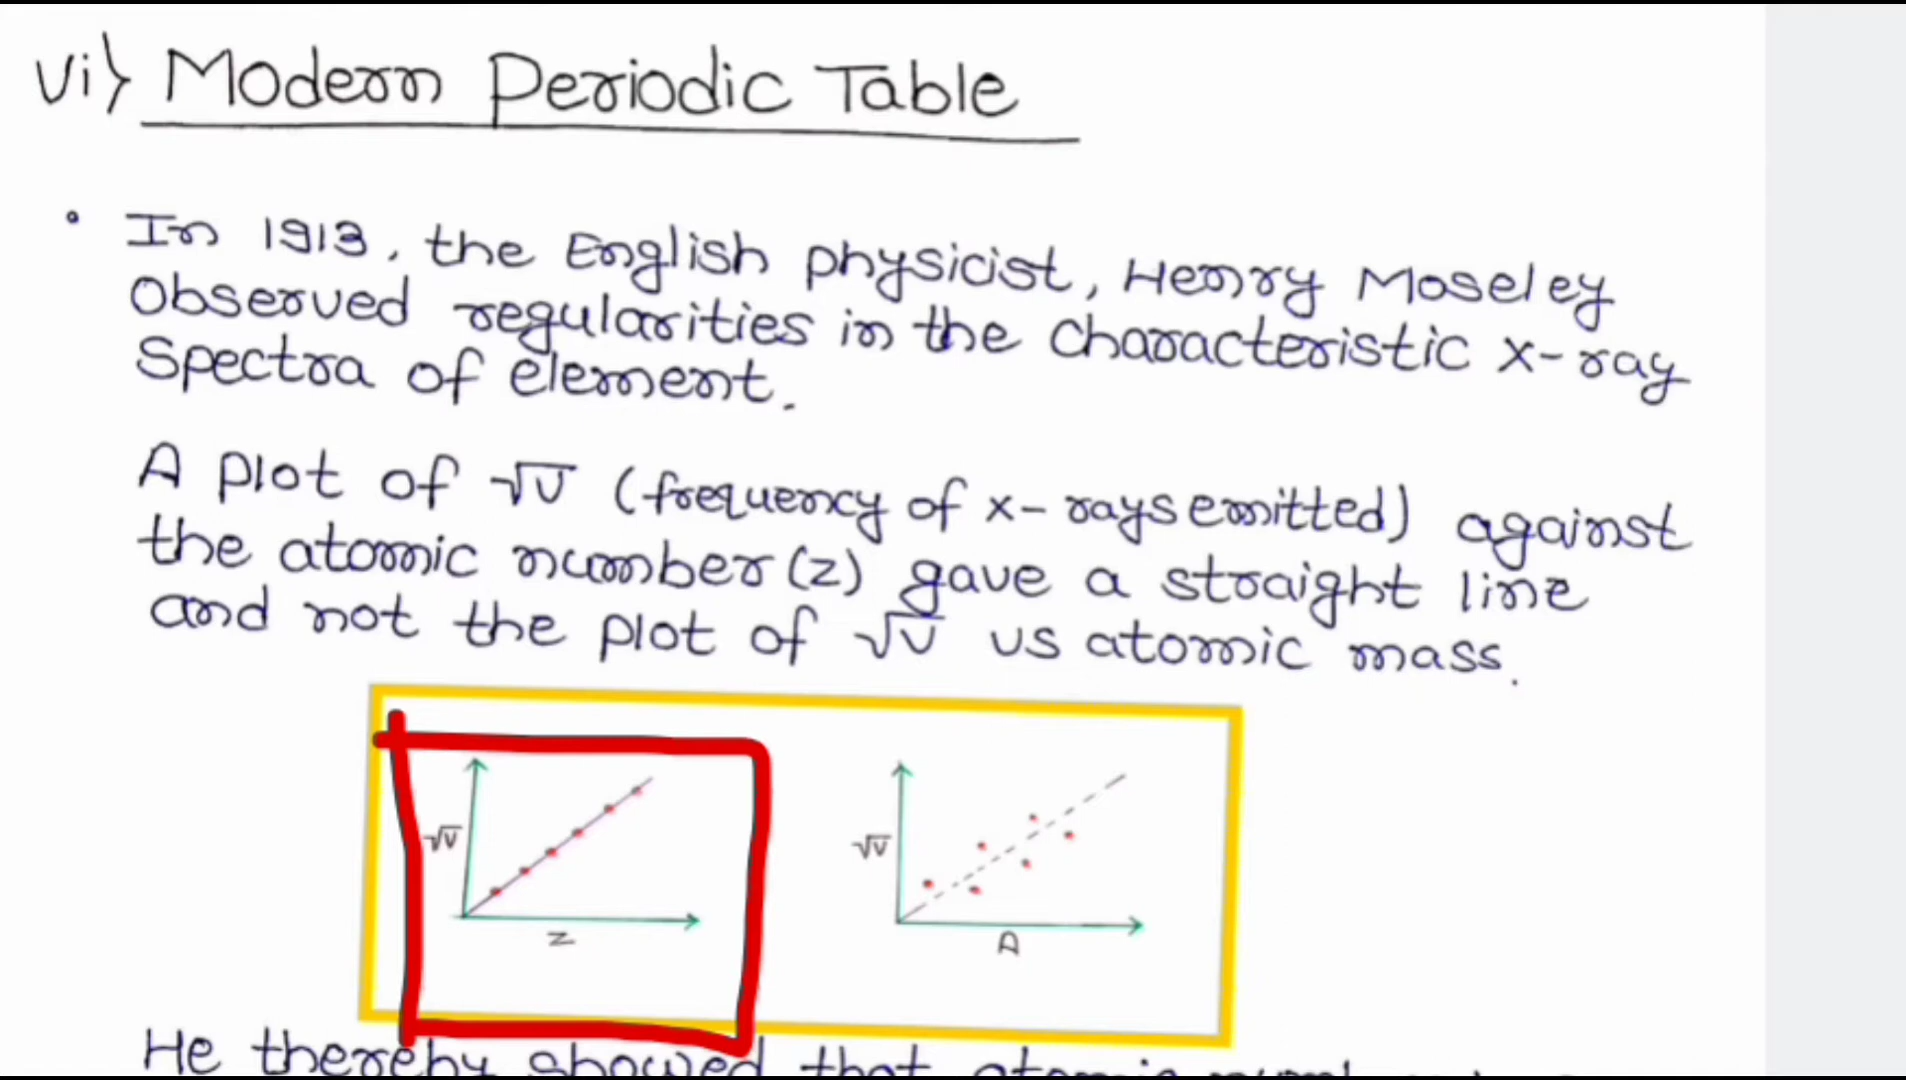 vi) Modern Periodic Table
• In 1913, the English physicist, Henry Moseley
Observed regularities in the characteristic x-ray
Spectra of element.
A plot of √ν (frequency of x-rays emitted) against
the atomic number (z) gave a straight line
and not the plot of √ν vs atomic mass.
√ν
z
√ν
A
He thereby showed that atomic